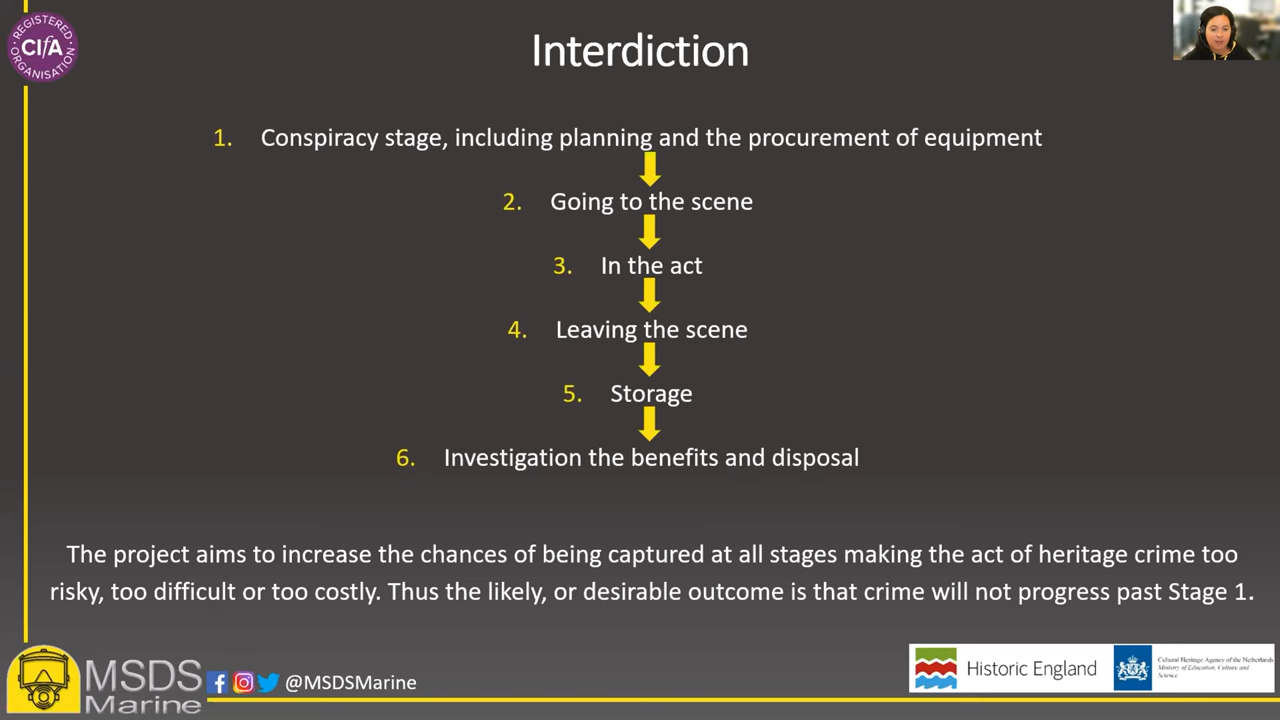 REGISTERED
CIfA
ORGANISATION
Interdiction
1. Conspiracy stage, including planning and the procurement of equipment
2. Going to the scene
3. In the act
4. Leaving the scene
5. Storage
6. Investigation the benefits and disposal
The project aims to increase the chances of being captured at all stages making the act of heritage crime too
risky, too difficult or too costly. Thus the likely, or desirable outcome is that crime will not progress past Stage 1.
MSDS
Marine
@MSDSMarine
Historic England
Cultural Heritage Agency of the Netherlands
Ministry of Education, Culture and
Science